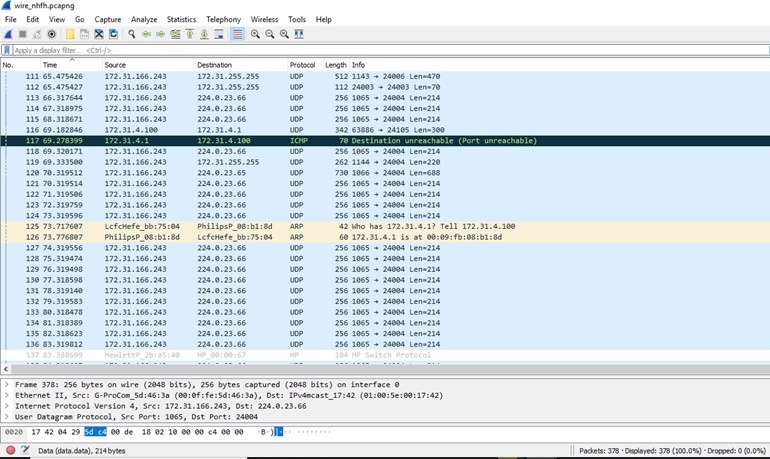 wire_nhfh.pcapng
File Edit View Go Capture Analyze Statistics Telephony Wireless Tools Help
Apply a display filter ... <Ctrl-/>
No. Time Source Destination Protocol Length Info
111 65.475426 172.31.166.243 172.31.255.255 UDP 512 1143 → 24006 Len=470
112 65.475427 172.31.166.243 172.31.255.255 UDP 112 24003 → 24003 Len=70
113 66.317644 172.31.166.243 224.0.23.66 UDP 256 1065 → 24004 Len=214
114 67.318975 172.31.166.243 224.0.23.66 UDP 256 1065 → 24004 Len=214
115 68.318671 172.31.166.243 224.0.23.66 UDP 256 1065 → 24004 Len=214
116 69.182846 172.31.4.100 172.31.4.1 UDP 342 63886 → 24105 Len=300
117 69.278399 172.31.4.1 172.31.4.100 ICMP 70 Destination unreachable (Port unreachable)
118 69.320171 172.31.166.243 224.0.23.66 UDP 256 1065 → 24004 Len=214
119 69.333500 172.31.166.243 172.31.255.255 UDP 262 1144 → 24004 Len=220
120 70.319512 172.31.166.243 224.0.23.66 UDP 730 1066 → 24004 Len=688
121 70.319514 172.31.166.243 224.0.23.66 UDP 256 1065 → 24004 Len=214
122 71.319506 172.31.166.243 224.0.23.66 UDP 256 1065 → 24004 Len=214
123 72.319759 172.31.166.243 224.0.23.66 UDP 256 1065 → 24004 Len=214
124 73.319596 172.31.166.243 224.0.23.66 UDP 256 1065 → 24004 Len=214
125 73.717607 LcfcHefe_bb:75:04 PhilipsP_08:b1:8d ARP 42 Who has 172.31.4.1? Tell 172.31.4.100
126 73.776807 PhilipsP_08:b1:8d LcfcHefe_bb:75:04 ARP 60 172.31.4.1 is at 00:09:fb:08:b1:8d
127 74.319556 172.31.166.243 224.0.23.66 UDP 256 1065 → 24004 Len=214
128 75.319474 172.31.166.243 224.0.23.66 UDP 256 1065 → 24004 Len=214
129 76.319498 172.31.166.243 224.0.23.66 UDP 256 1065 → 24004 Len=214
130 77.318598 172.31.166.243 224.0.23.66 UDP 256 1065 → 24004 Len=214
131 78.319140 172.31.166.243 224.0.23.66 UDP 256 1065 → 24004 Len=214
132 79.319583 172.31.166.243 224.0.23.66 UDP 256 1065 → 24004 Len=214
133 80.318478 172.31.166.243 224.0.23.66 UDP 256 1065 → 24004 Len=214
134 81.318389 172.31.166.243 224.0.23.66 UDP 256 1065 → 24004 Len=214
135 82.318623 172.31.166.243 224.0.23.66 UDP 256 1065 → 24004 Len=214
136 83.319812 172.31.166.243 224.0.23.66 UDP 256 1065 → 24004 Len=214
137 83.388699 HewlettP_2b:a5:40 HP_00:00:67 HP 104 HP Switch Protocol
Frame 378: 256 bytes on wire (2048 bits), 256 bytes captured (2048 bits) on interface 0
Ethernet II, Src: G-ProCom_5d:46:3a (00:0f:fe:5d:46:3a), Dst: IPv4mcast_17:42 (01:00:5e:00:17:42)
Internet Protocol Version 4, Src: 172.31.166.243, Dst: 224.0.23.66
User Datagram Protocol, Src Port: 1065, Dst Port: 24004
0020 17 42 04 29 5d c4 00 de 18 02 10 00 00 c4 00 00 ·B·)]· ·· ········
Data (data.data), 214 bytes
Packets: 378 · Displayed: 378 (100.0%) · Dropped: 0 (0.0%)